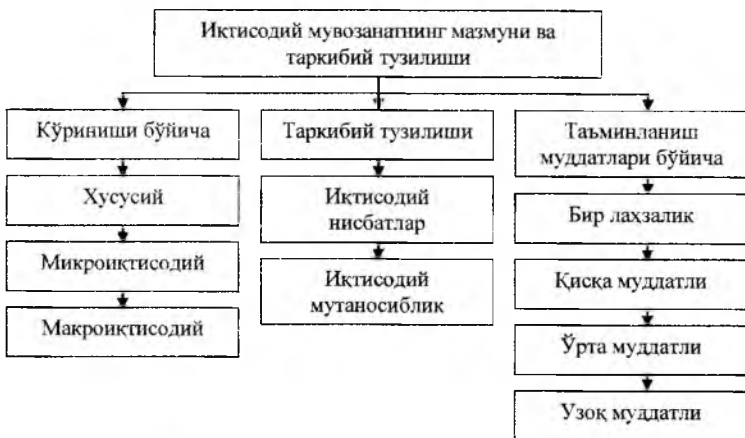 Иқтисодий мувозанатнинг мазмуни ва
таркибий тузилиши
Кўриниши бўйича
Хусусий
Микроиқтисодий
Макроиқтисодий
Таркибий тузилиши
Иқтисодий
нисбатлар
Иқтисодий
мутаносиблик
Таъминланиш
муддатлари бўйича
Бир лаҳзалик
Қисқа муддатли
Ўрта муддатли
Узоқ муддатли